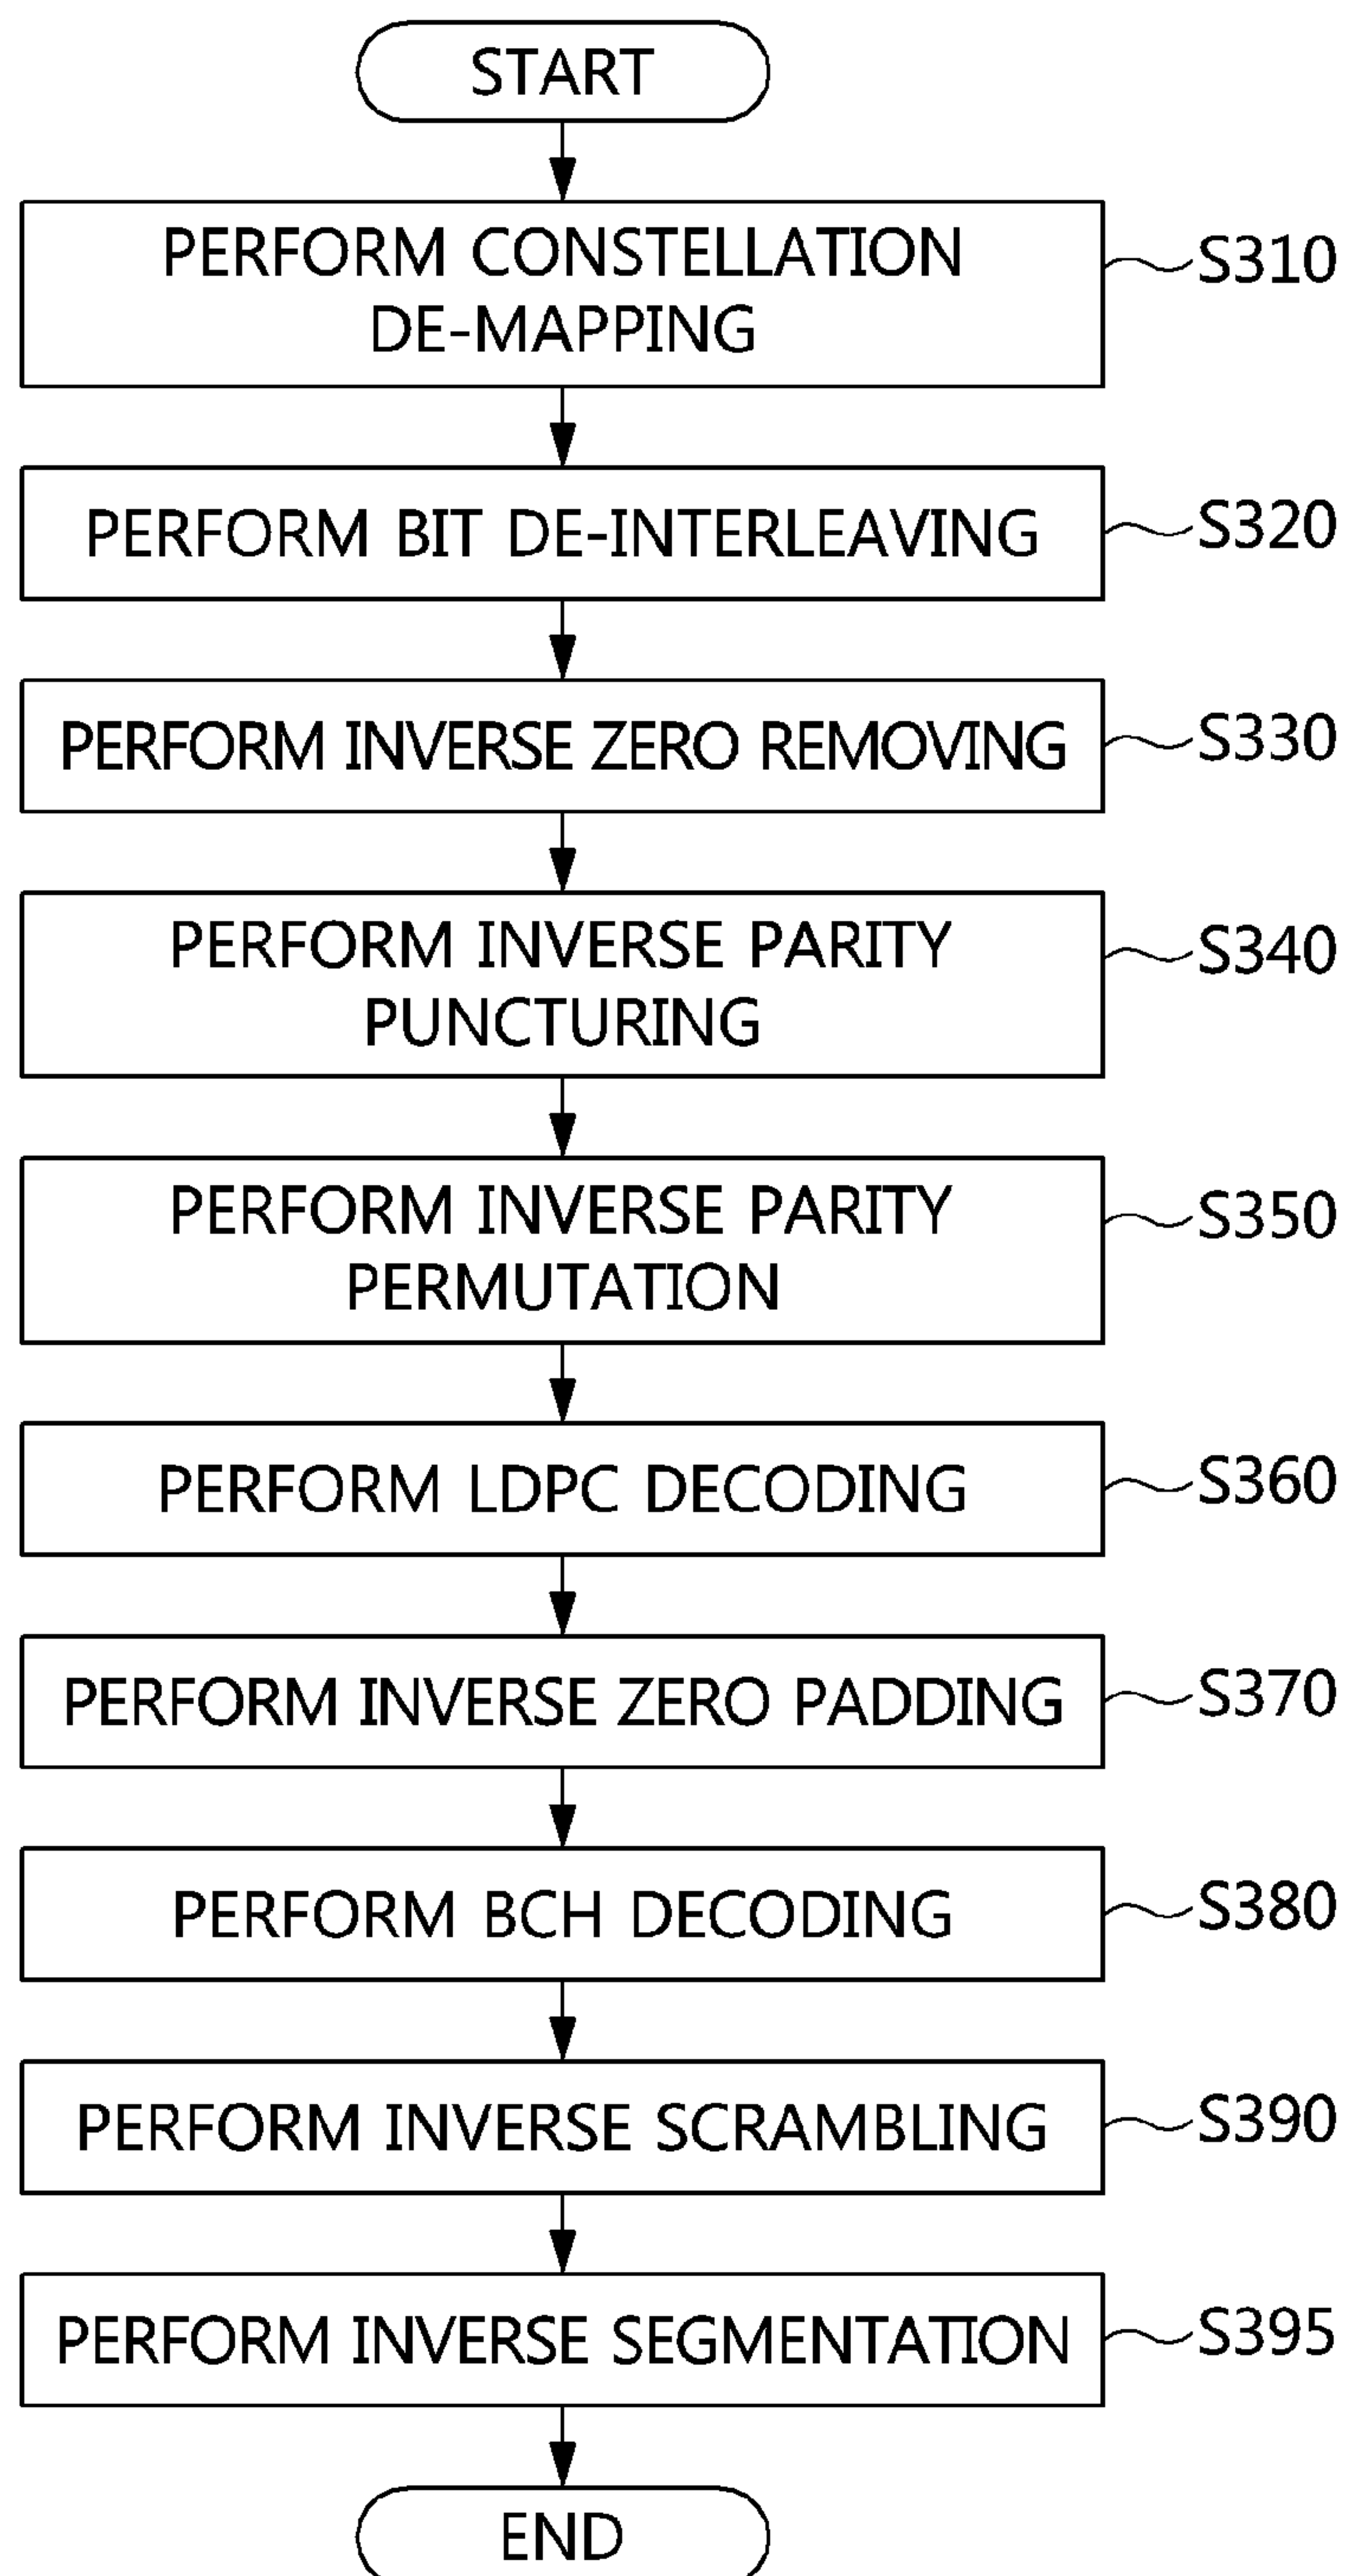 START
PERFORM CONSTELLATION
DE-MAPPING
S310
PERFORM BIT DE-INTERLEAVING
S320
PERFORM INVERSE ZERO REMOVING
S330
PERFORM INVERSE PARITY
PUNCTURING
S340
PERFORM INVERSE PARITY
PERMUTATION
S350
PERFORM LDPC DECODING
S360
PERFORM INVERSE ZERO PADDING
S370
PERFORM BCH DECODING
S380
PERFORM INVERSE SCRAMBLING
S390
PERFORM INVERSE SEGMENTATION
S395
END